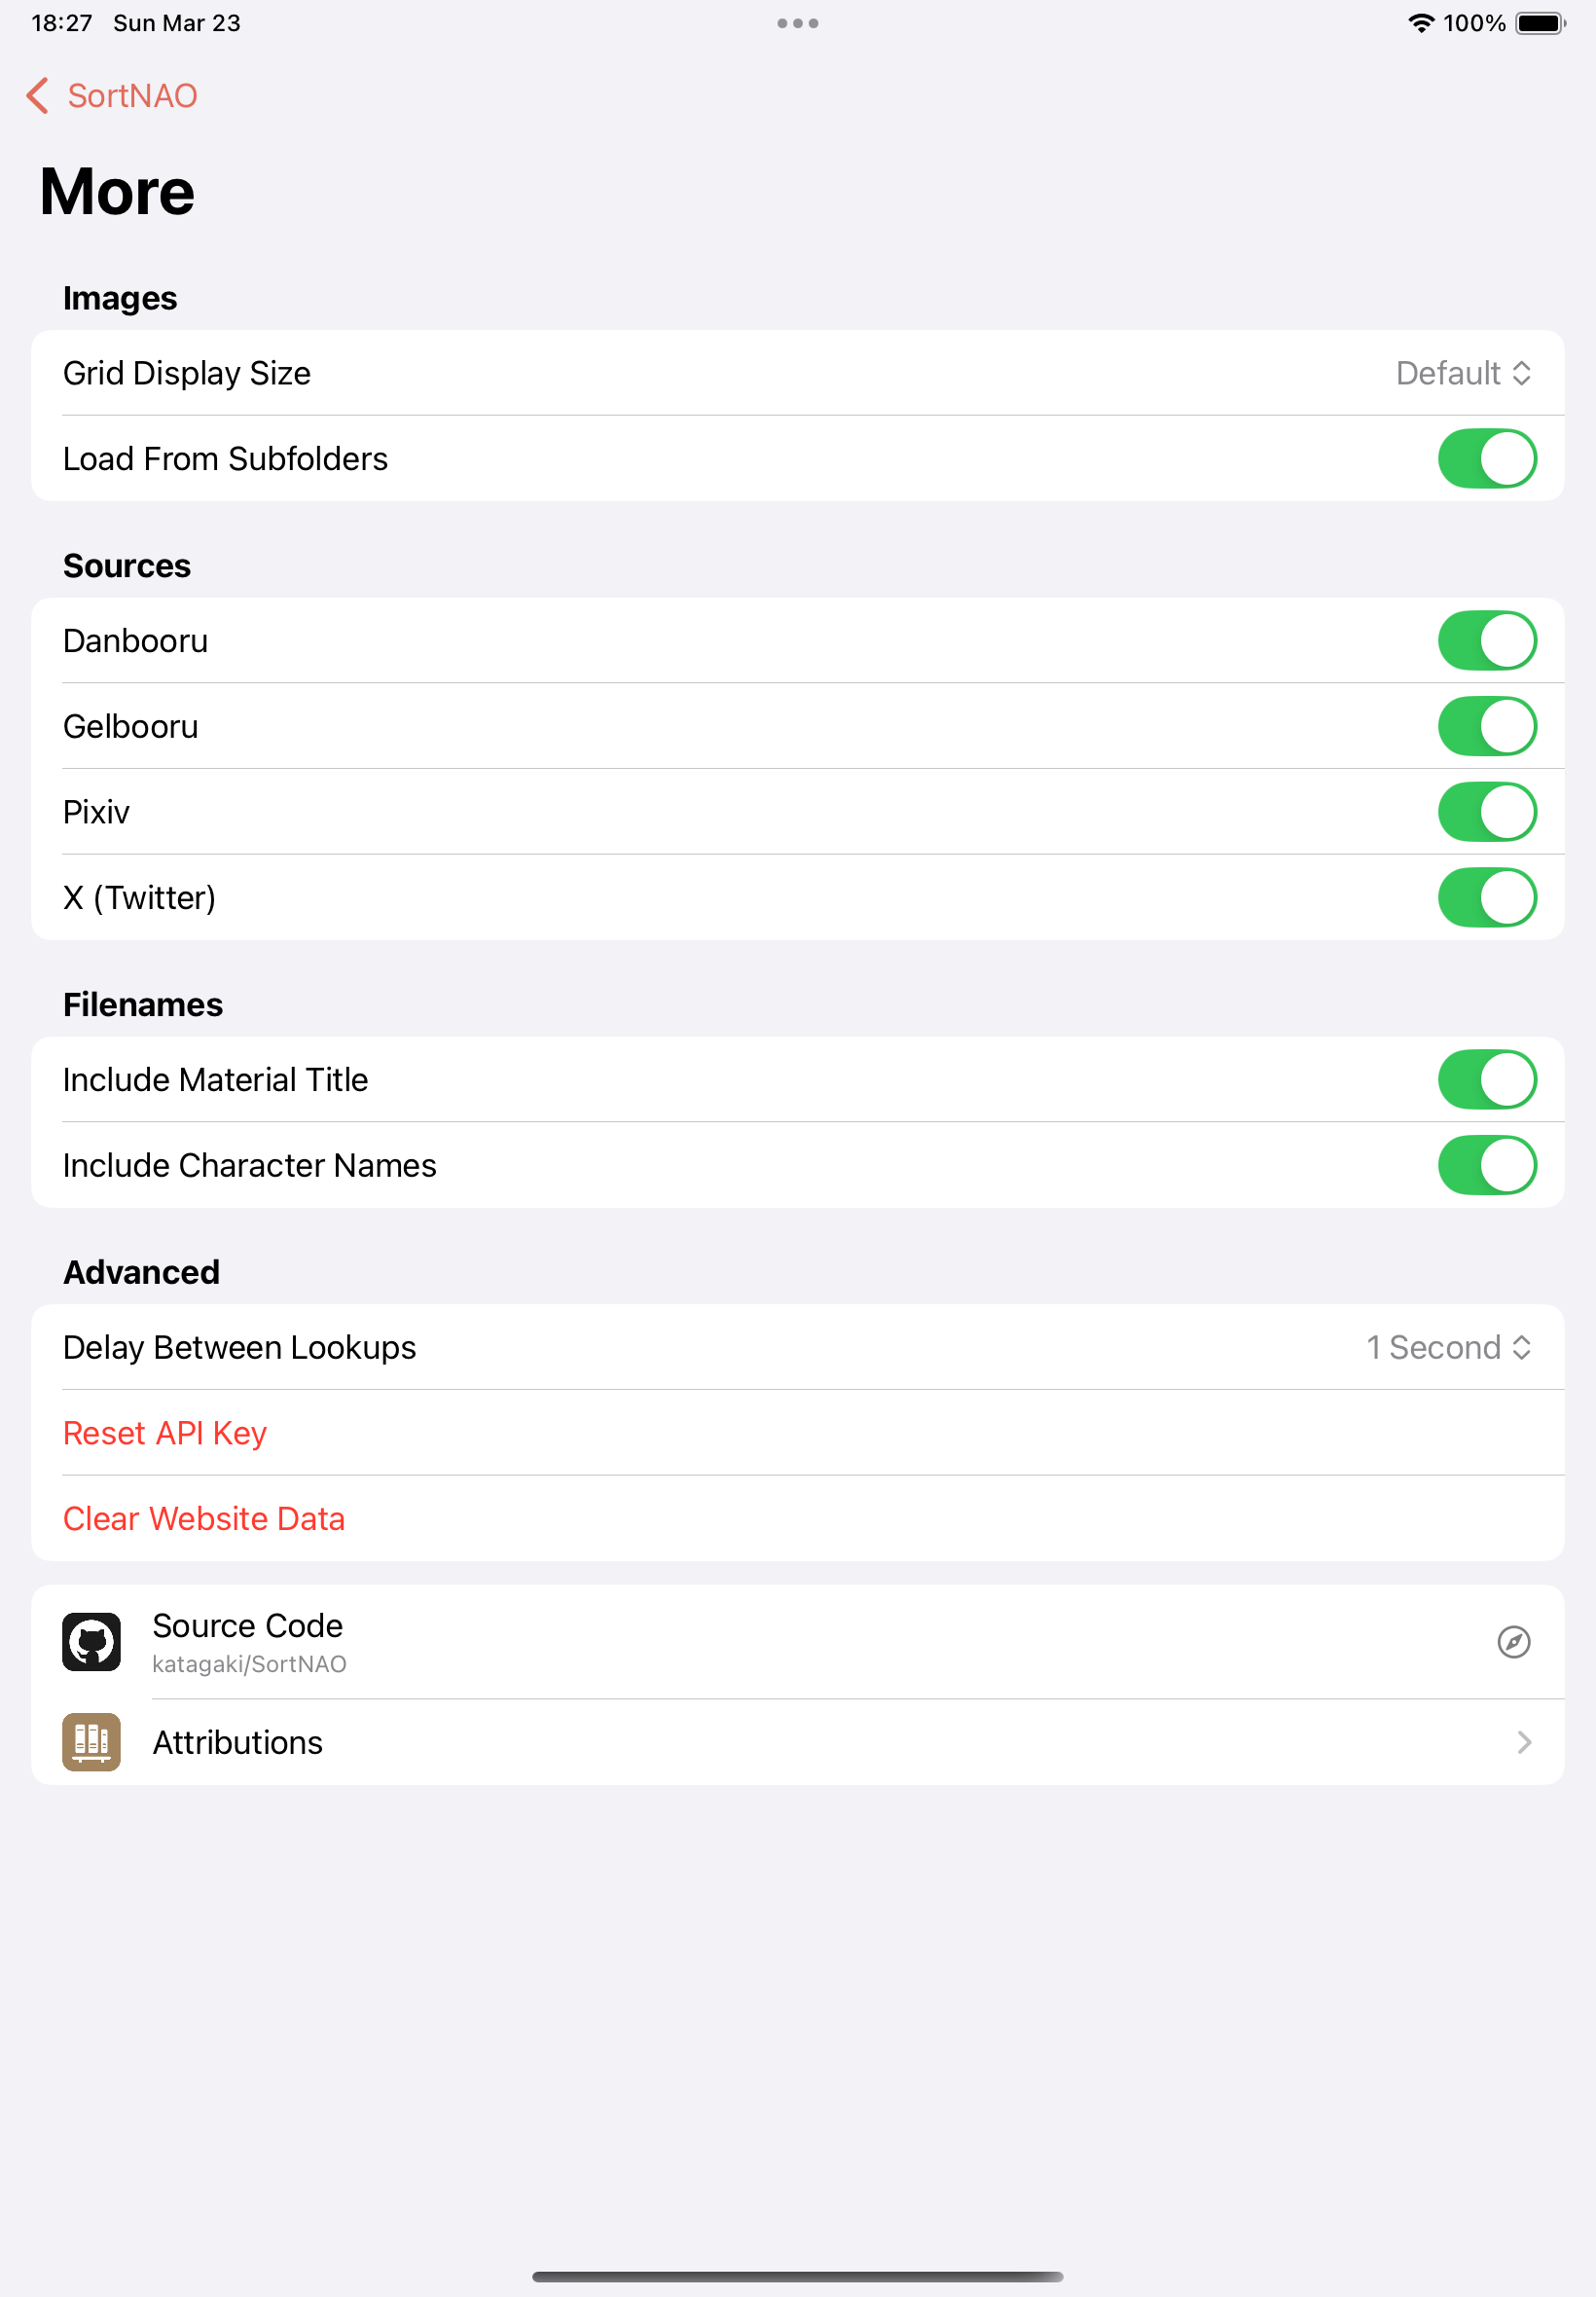 18:27 Sun Mar 23
100%
SortNAO
More
Images
Grid Display Size Default
Load From Subfolders
Sources
Danbooru
Gelbooru
Pixiv
X (Twitter)
Filenames
Include Material Title
Include Character Names
Advanced
Delay Between Lookups 1 Second
Reset API Key
Clear Website Data
Source Code
katagaki/SortNAO
Attributions